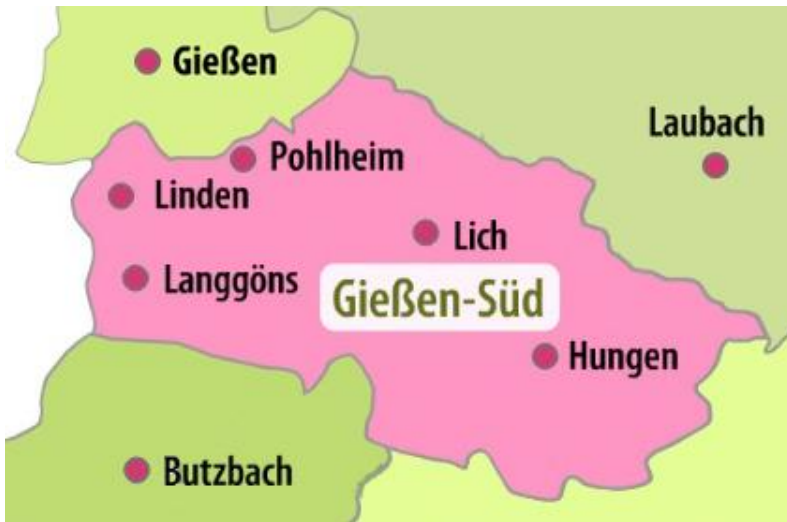 Gießen
Laubach
Pohlheim
Linden
Lich
Langgöns
Gießen-Süd
Hungen
Butzbach